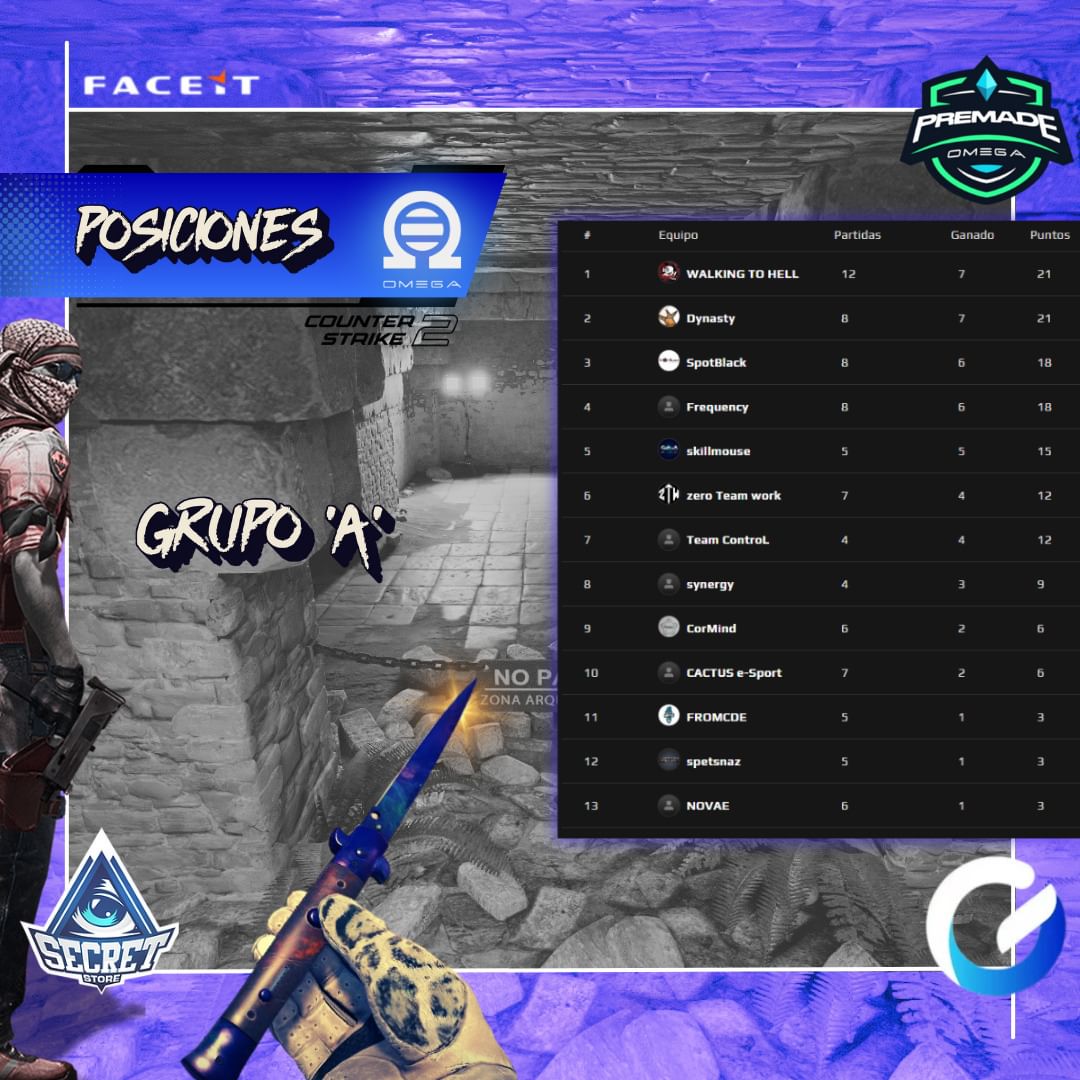 FACEIT
PREMADE
OMEGA
POSICIONES
OMEGA
COUNTER
STRIKE 2
GRUPO 'A'
# Equipo Partidas Ganado Puntos
1 WALKING TO HELL 12 7 21
2 Dynasty 8 7 21
3 SpotBlack 8 6 18
4 Frequency 8 6 18
5 skillmouse 5 5 15
6 zero Team work 7 4 12
7 Team ControL 4 4 12
8 synergy 4 3 9
9 CorMind 6 2 6
10 CACTUS e-Sport 7 2 6
11 FROMCDE 5 1 3
12 spetsnaz 5 1 3
13 NOVAE 6 1 3
NO PA
ZONA ARQ
SECRET
STORE